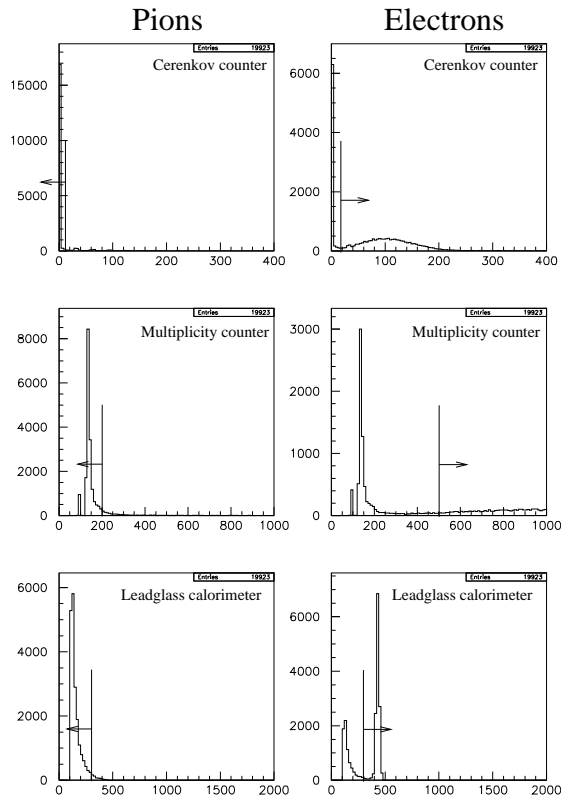 Pions Electrons
Entries 19923 Entries 19923
Cerenkov counter Cerenkov counter
15000 6000
10000 4000
5000 2000
0 0
0 100 200 300 400 0 100 200 300 400
Entries 19923 Entries 19923
Multiplicity counter Multiplicity counter
8000 3000
6000 2000
4000 1000
2000
0 0
0 200 400 600 800 1000 0 200 400 600 800 1000
Entries 19923 Entries 19923
Leadglass calorimeter Leadglass calorimeter
6000 6000
4000 4000
2000 2000
0 0
0 500 1000 1500 2000 0 500 1000 1500 2000